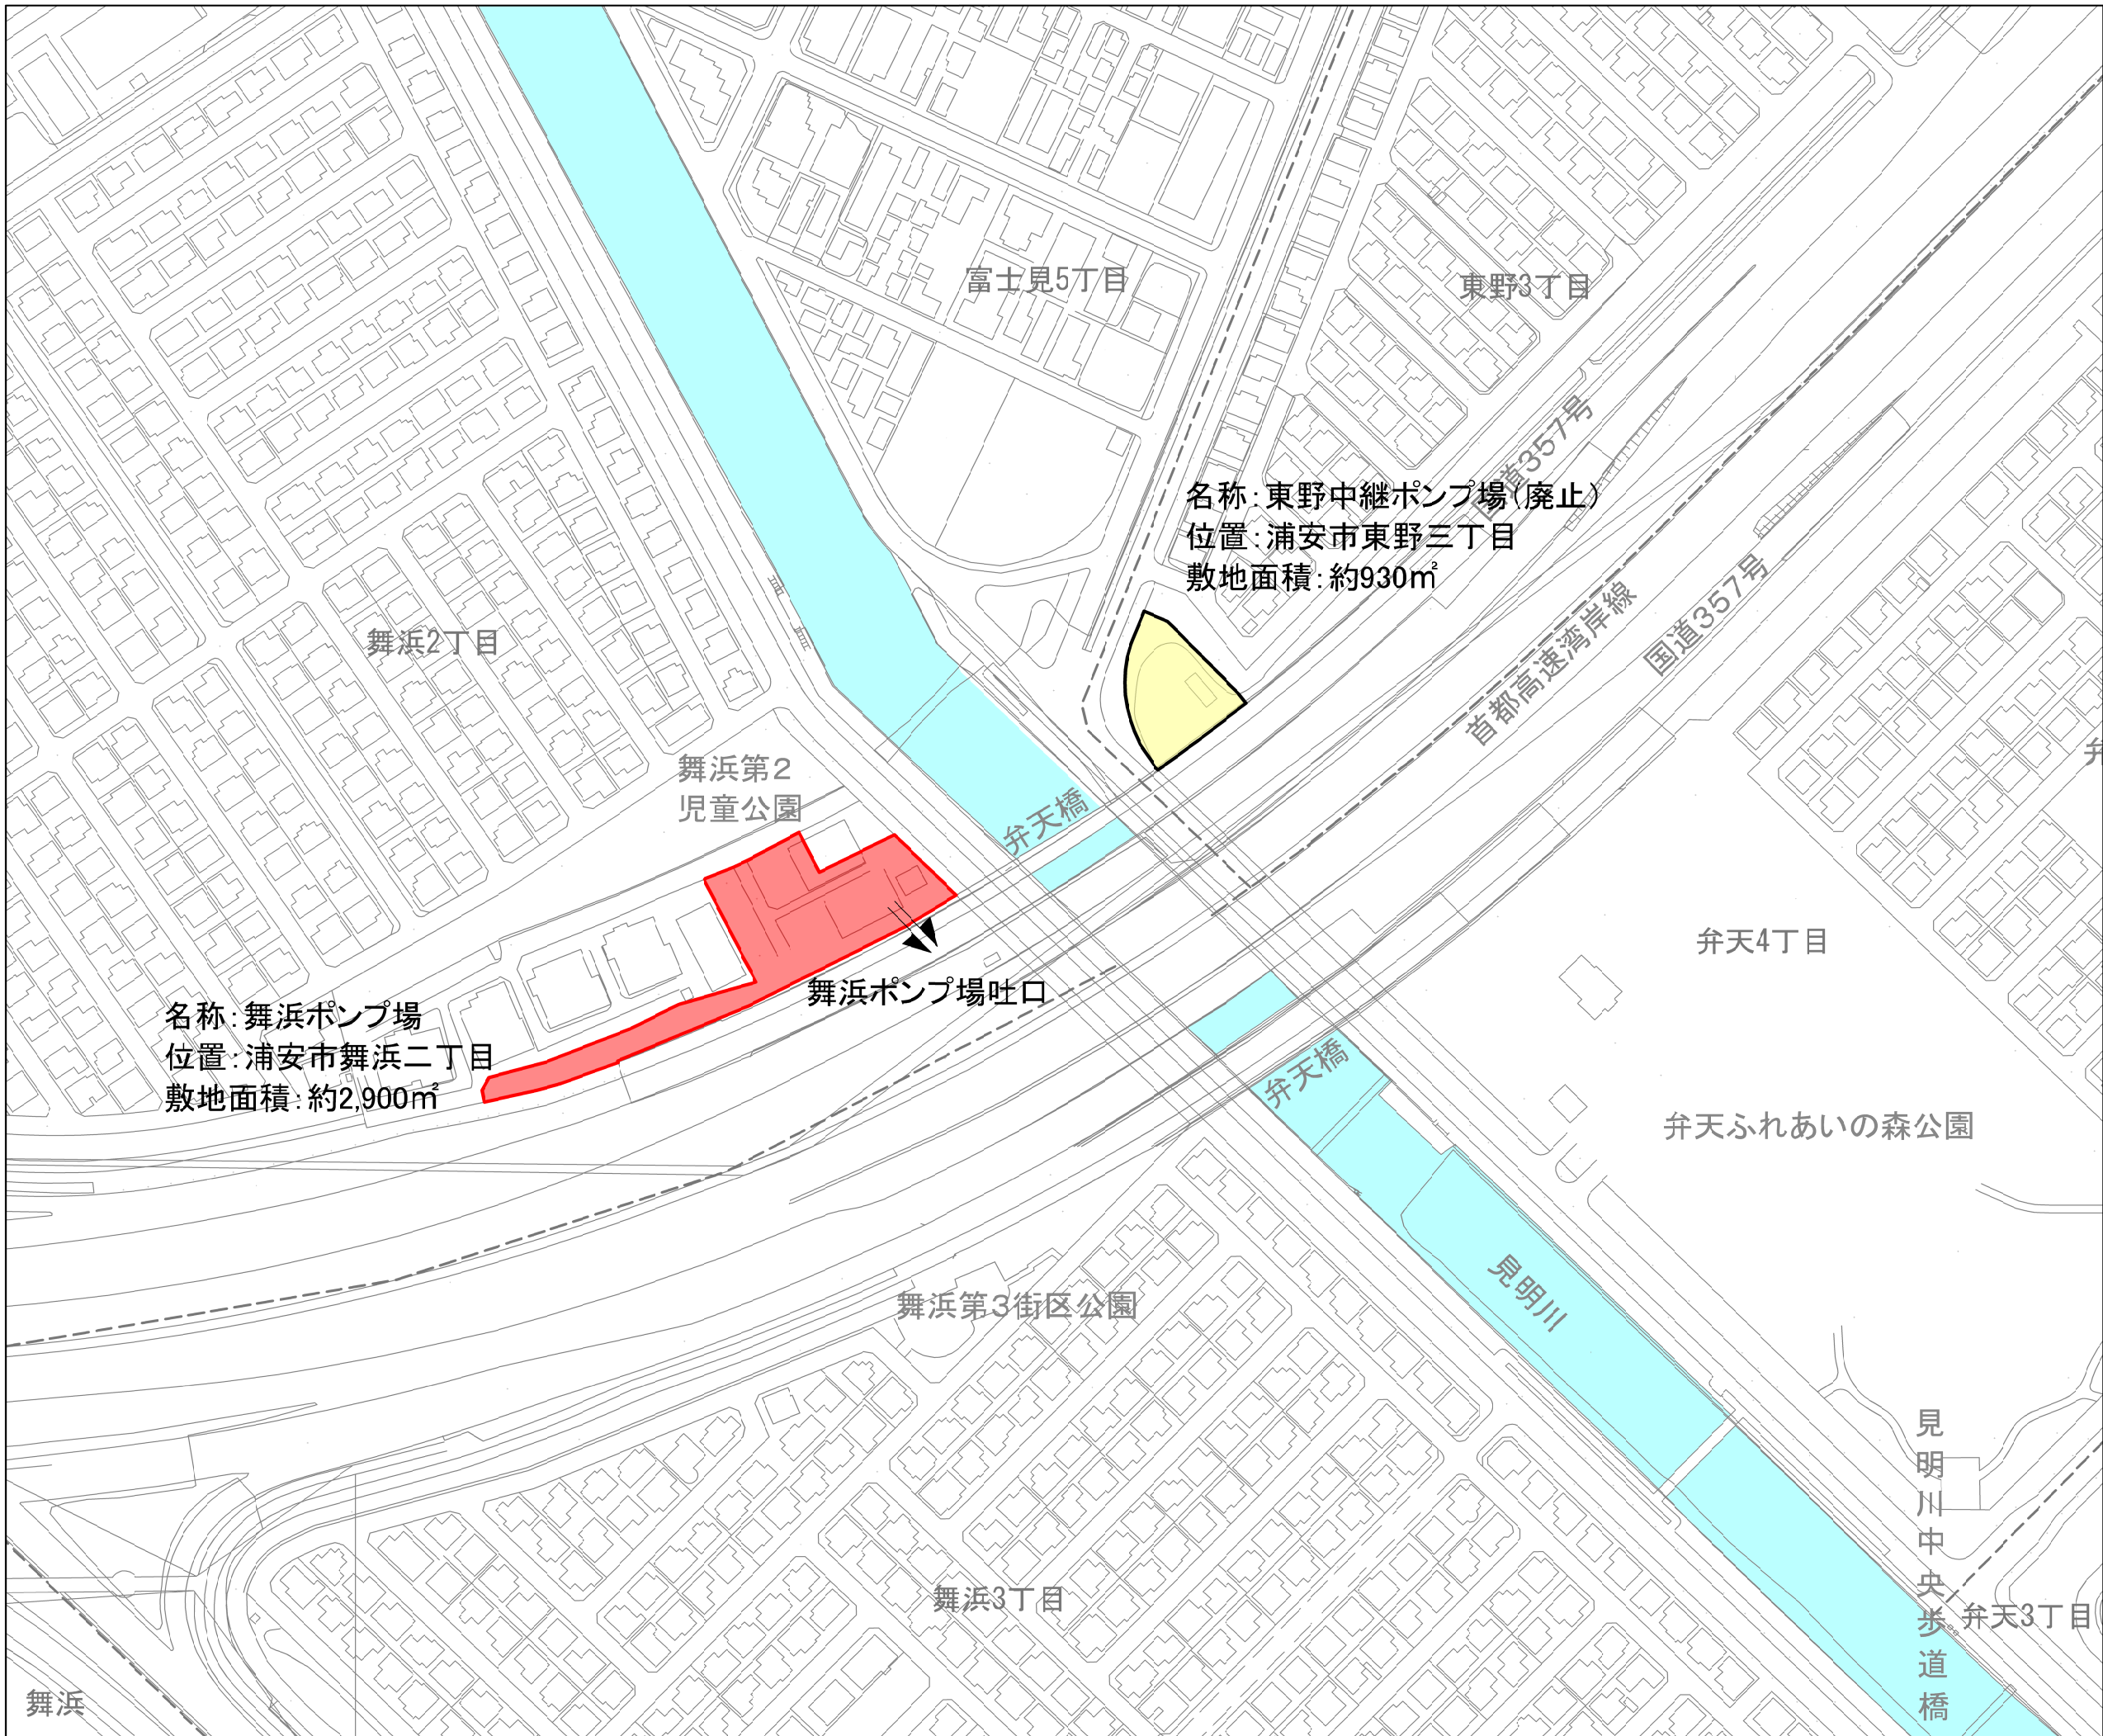 富士見5丁目
東野3丁目
国道357号
名称：東野中継ポンプ場（廃止）
位置：浦安市東野三丁目
敷地面積：約930㎡
首都高速湾岸線
国道357号
舞浜2丁目
舞浜第2
児童公園
弁天橋
弁天4丁目
舞浜ポンプ場吐口
名称：舞浜ポンプ場
位置：浦安市舞浜二丁目
敷地面積：約2,900㎡
弁天橋
弁天ふれあいの森公園
見明川
舞浜第3街区公園
見明川中央歩道橋
舞浜3丁目
弁天3丁目
舞浜
弁